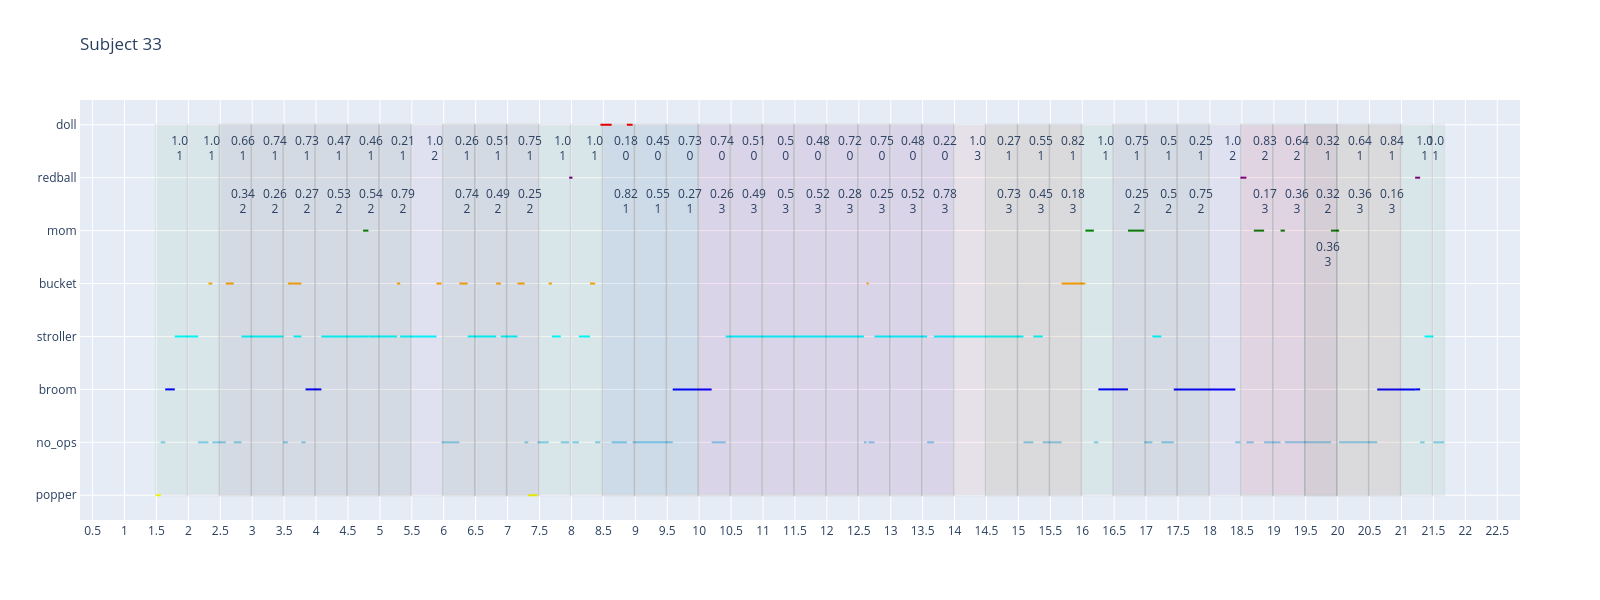 Subject 33
doll
1.0 1.0 0.66 0.74 0.73 0.47 0.46 0.21 1.0 0.26 0.51 0.75 1.0 1.0 0.18 0.45 0.73 0.74 0.51 0.5 0.48 0.72 0.75 0.48 0.22 1.0 0.27 0.55 0.82 1.0 0.75 0.5 0.25 1.0 0.83 0.64 0.32 0.64 0.84 1.0 1.0
1 1 1 1 1 1 1 1 2 1 1 1 1 1 0 0 0 0 0 0 0 0 0 0 0 3 1 1 1 1 1 1 1 2 2 2 1 1 1 1 1
redball
0.34 0.26 0.27 0.53 0.54 0.79 0.74 0.49 0.25 0.82 0.55 0.27 0.26 0.49 0.5 0.52 0.28 0.25 0.52 0.78 0.73 0.45 0.18 0.25 0.5 0.75 0.17 0.36 0.32 0.36 0.16
2 2 2 2 2 2 2 2 2 1 1 1 3 3 3 3 3 3 3 3 3 3 3 2 2 2 3 3 2 3 3
mom
0.36
3
bucket
stroller
broom
no_ops
popper
0.5 1 1.5 2 2.5 3 3.5 4 4.5 5 5.5 6 6.5 7 7.5 8 8.5 9 9.5 10 10.5 11 11.5 12 12.5 13 13.5 14 14.5 15 15.5 16 16.5 17 17.5 18 18.5 19 19.5 20 20.5 21 21.5 22 22.5